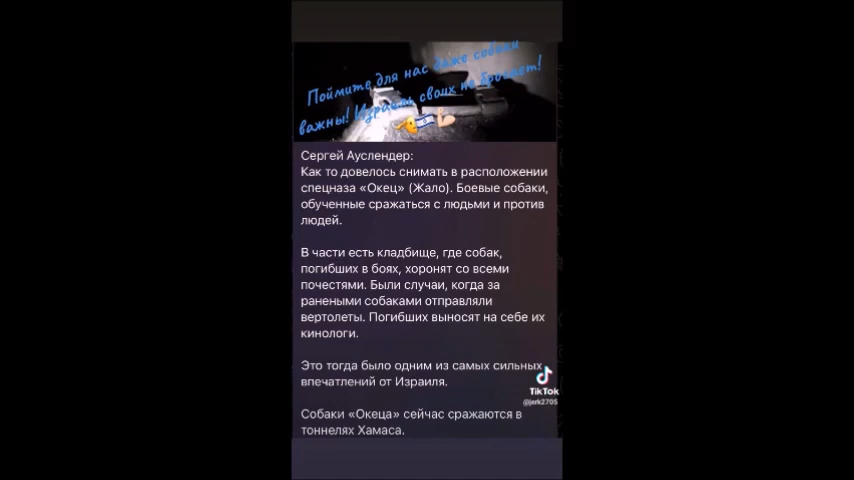 Поймите для нас даже собаки
важны! Израиль своих не бросает!
Сергей Ауслендер:
Как то довелось снимать в расположении
спецназа «Окец» (Жало). Боевые собаки,
обученные сражаться с людьми и против
людей.
В части есть кладбище, где собак,
погибших в боях, хоронят со всеми
почестями. Были случаи, когда за
ранеными собаками отправляли
вертолеты. Погибших выносят на себе их
кинологи.
Это тогда было одним из самых сильных
впечатлений от Израиля.
Собаки «Океца» сейчас сражаются в
тоннелях Хамаса.
TikTok
@jerk2705